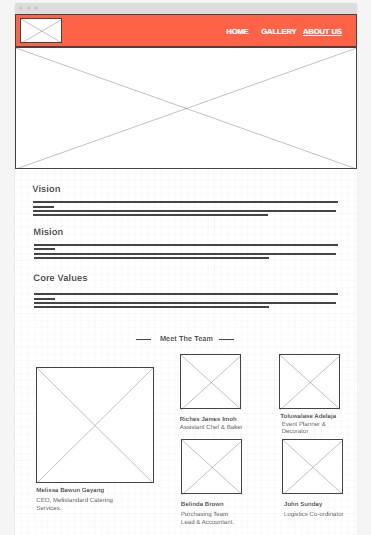 HOME GALLERY ABOUT US
Vision
Mision
Core Values
Meet The Team
Melissa Bawun Gayang
CEO, Melistandard Catering
Services.
Riches James Imoh
Assistant Chef & Baker
Toluwalase Adelaja
Event Planner &
Decorator
Belinda Brown
Purchasing Team
Lead & Accountant.
John Sunday
Logistics Co-ordinator